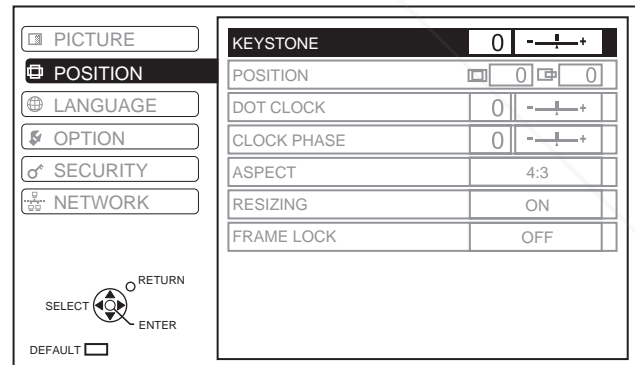 PICTURE
POSITION
LANGUAGE
OPTION
SECURITY
NETWORK
RETURN
SELECT
ENTER
DEFAULT
KEYSTONE 0 - +
POSITION 0 0
DOT CLOCK 0 - +
CLOCK PHASE 0 - +
ASPECT 4:3
RESIZING ON
FRAME LOCK OFF